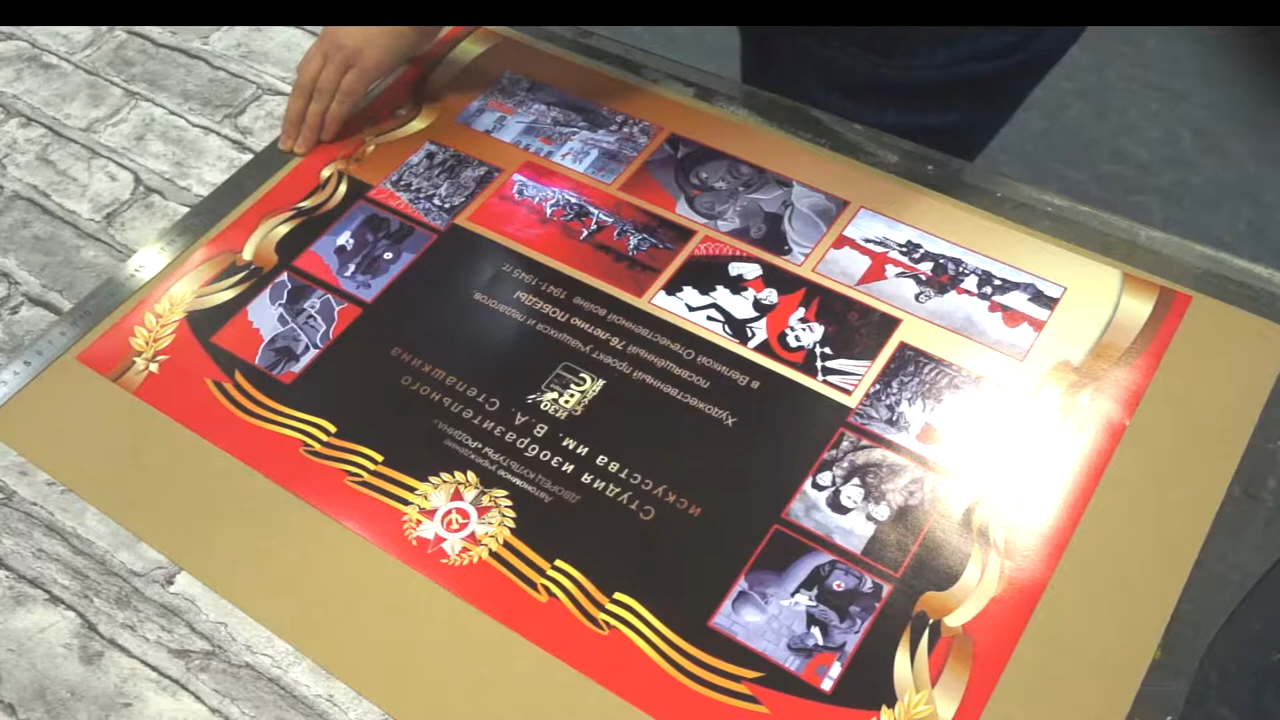 Автономное учреждение
ДВОРЕЦ КУЛЬТУРЫ «РОДИНА»
Студия изобразительного
искусства им. В.А. Степашкина
ИЗО
Художественный проект учащихся и педагогов,
посвящённый 76-летию ПОБЕДЫ
в Великой Отечественной войне 1941-1945 гг.